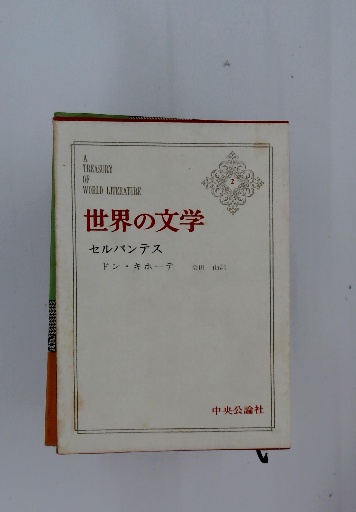 A
TREASURY
OF
WORLD LITERATURE
2
世界の文学
セルバンテス
ドン・キホーテ
中央公論社